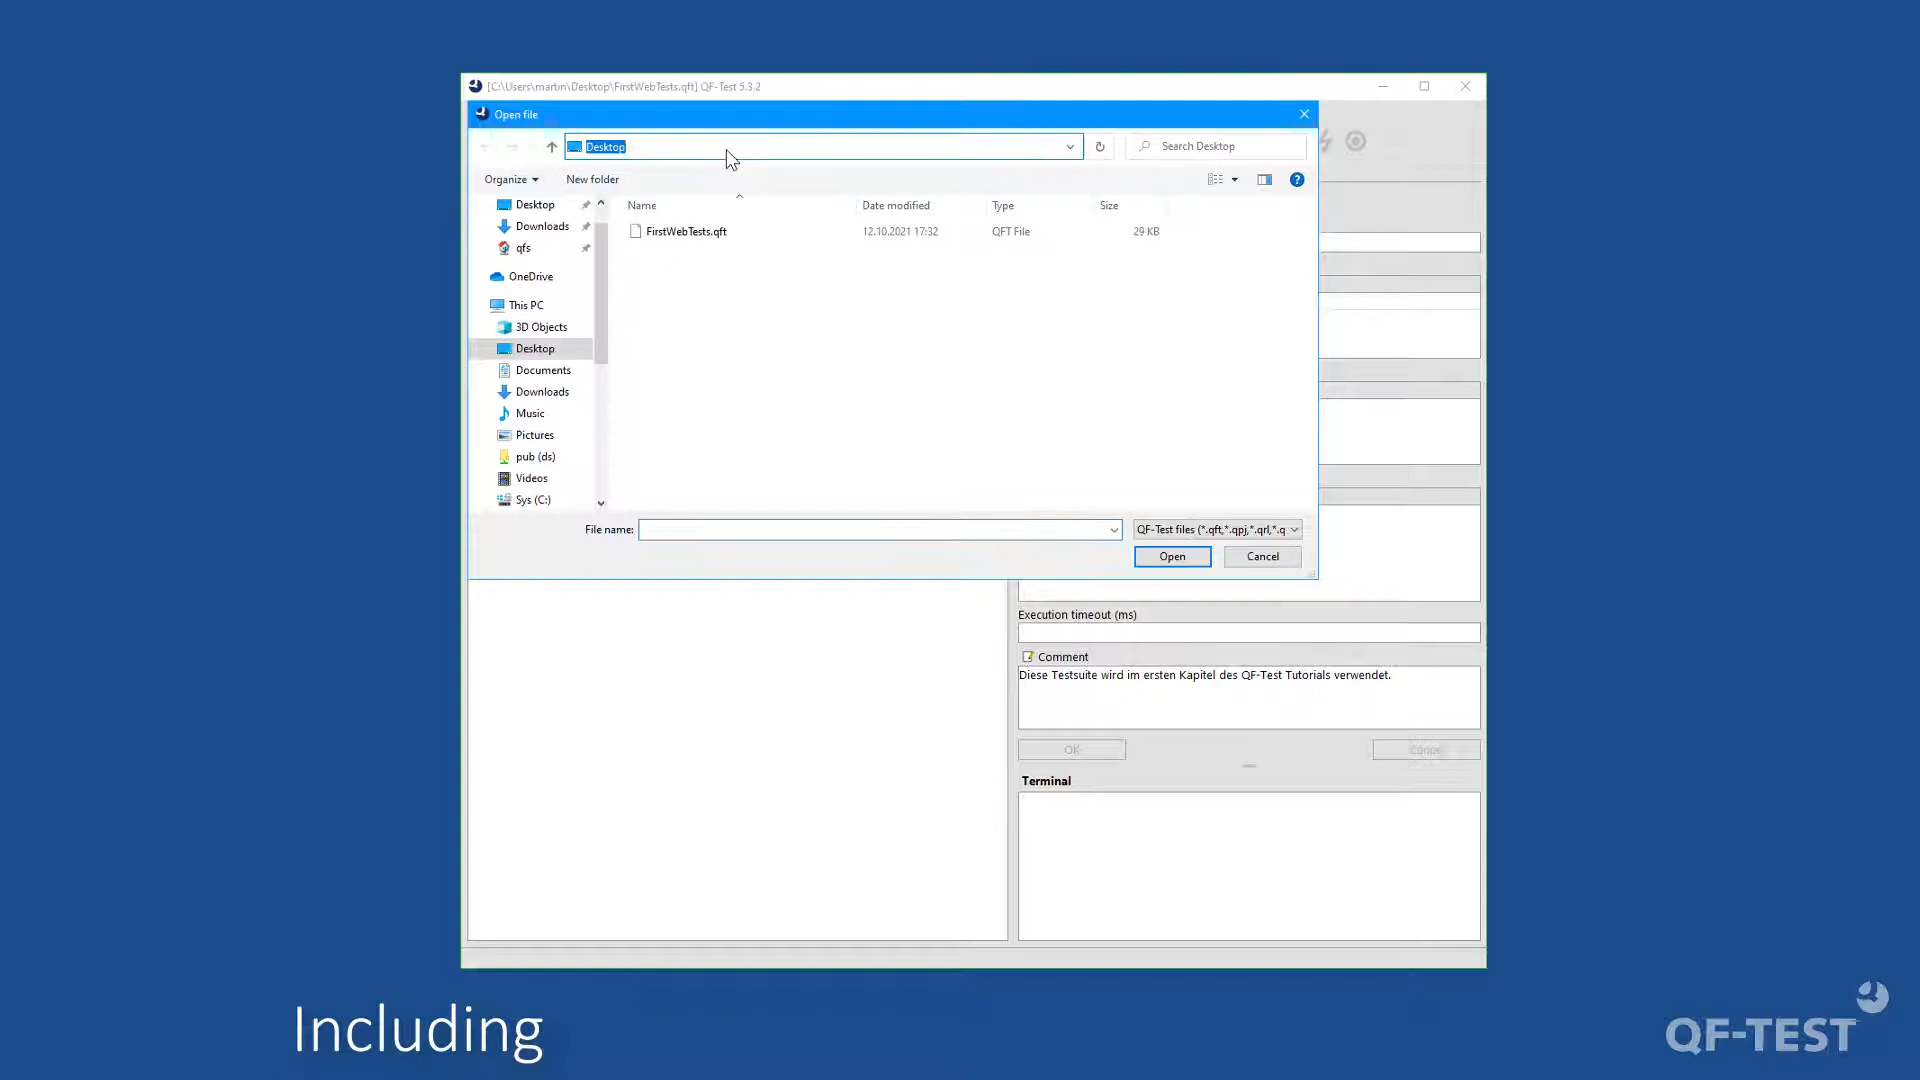 [C:\Users\martin\Desktop\FirstWebTests.qft] QF-Test 5.3.2
Open file
Desktop
Search Desktop
Organize
New folder
Name
Date modified
Type
Size
FirstWebTests.qft
12.10.2021 17:32
QFT File
29 KB
Desktop
Downloads
qfs
OneDrive
This PC
3D Objects
Desktop
Documents
Downloads
Music
Pictures
pub (ds)
Videos
Sys (C:)
File name:
QF-Test files (*.qft,*.qpj,*.qrl,*.q
Open
Cancel
Execution timeout (ms)
Comment
Diese Testsuite wird im ersten Kapitel des QF-Test Tutorials verwendet.
OK
Cancel
Terminal
Including
QF-TEST